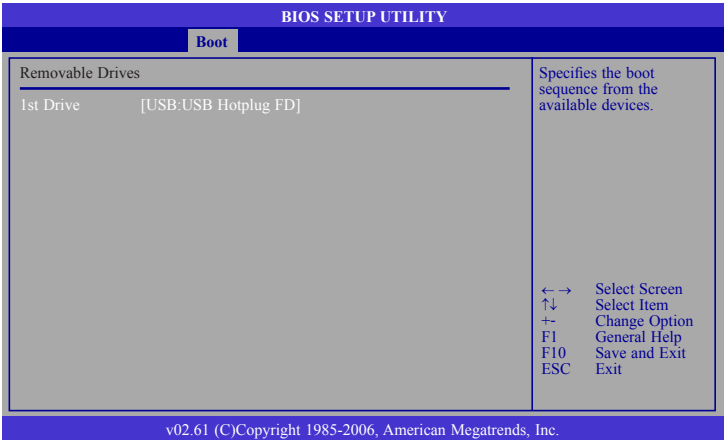 BIOS SETUP UTILITY
Boot
Removable Drives
1st Drive [USB:USB Hotplug FD]
Specifies the boot
sequence from the
available devices.
←→ Select Screen
↑↓ Select Item
+- Change Option
F1 General Help
F10 Save and Exit
ESC Exit
v02.61 (C)Copyright 1985-2006, American Megatrends, Inc.